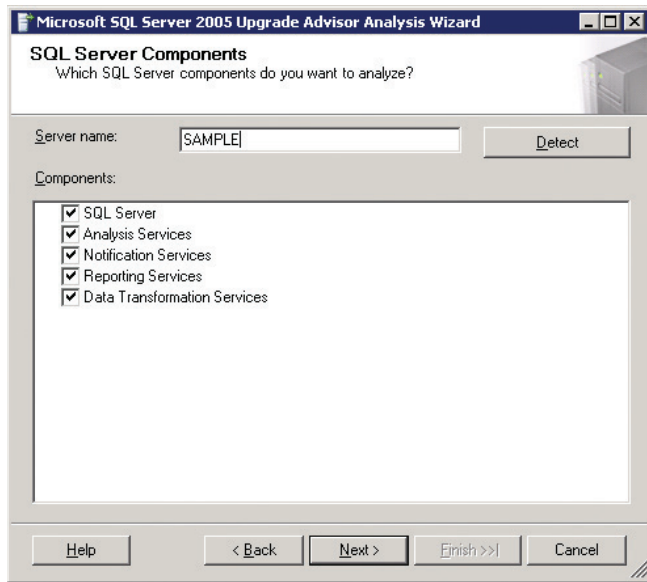 Microsoft SQL Server 2005 Upgrade Advisor Analysis Wizard
SQL Server Components
Which SQL Server components do you want to analyze?
Server name:
SAMPLE
Detect
Components:
SQL Server
Analysis Services
Notification Services
Reporting Services
Data Transformation Services
Help
< Back
Next >
Finish >>|
Cancel